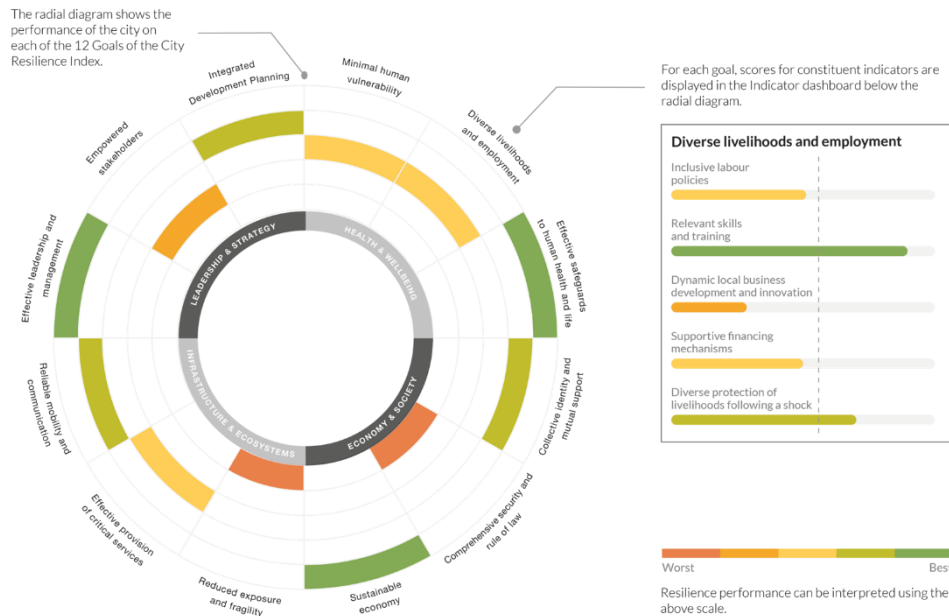 The radial diagram shows the
performance of the city on
each of the 12 Goals of the City
Resilience Index.
Integrated
Development Planning
Minimal human
vulnerability
Diverse livelihoods
and employment
Effective safeguards
to human health and life
Collective identity and
mutual support
Comprehensive security and
rule of law
Sustainable
economy
Reduced exposure
and fragility
Effective provision
of critical services
Reliable mobility and
communication
Effective leadership and
management
Empowered
stakeholders
LEADERSHIP & STRATEGY
HEALTH & WELLBEING
ECONOMY & SOCIETY
INFRASTRUCTURE & ECOSYSTEMS
For each goal, scores for constituent indicators are
displayed in the Indicator dashboard below the
radial diagram.
Diverse livelihoods and employment
Inclusive labour
policies
Relevant skills
and training
Dynamic local business
development and innovation
Supportive financing
mechanisms
Diverse protection of
livelihoods following a shock
Worst
Best
Resilience performance can be interpreted using the
above scale.